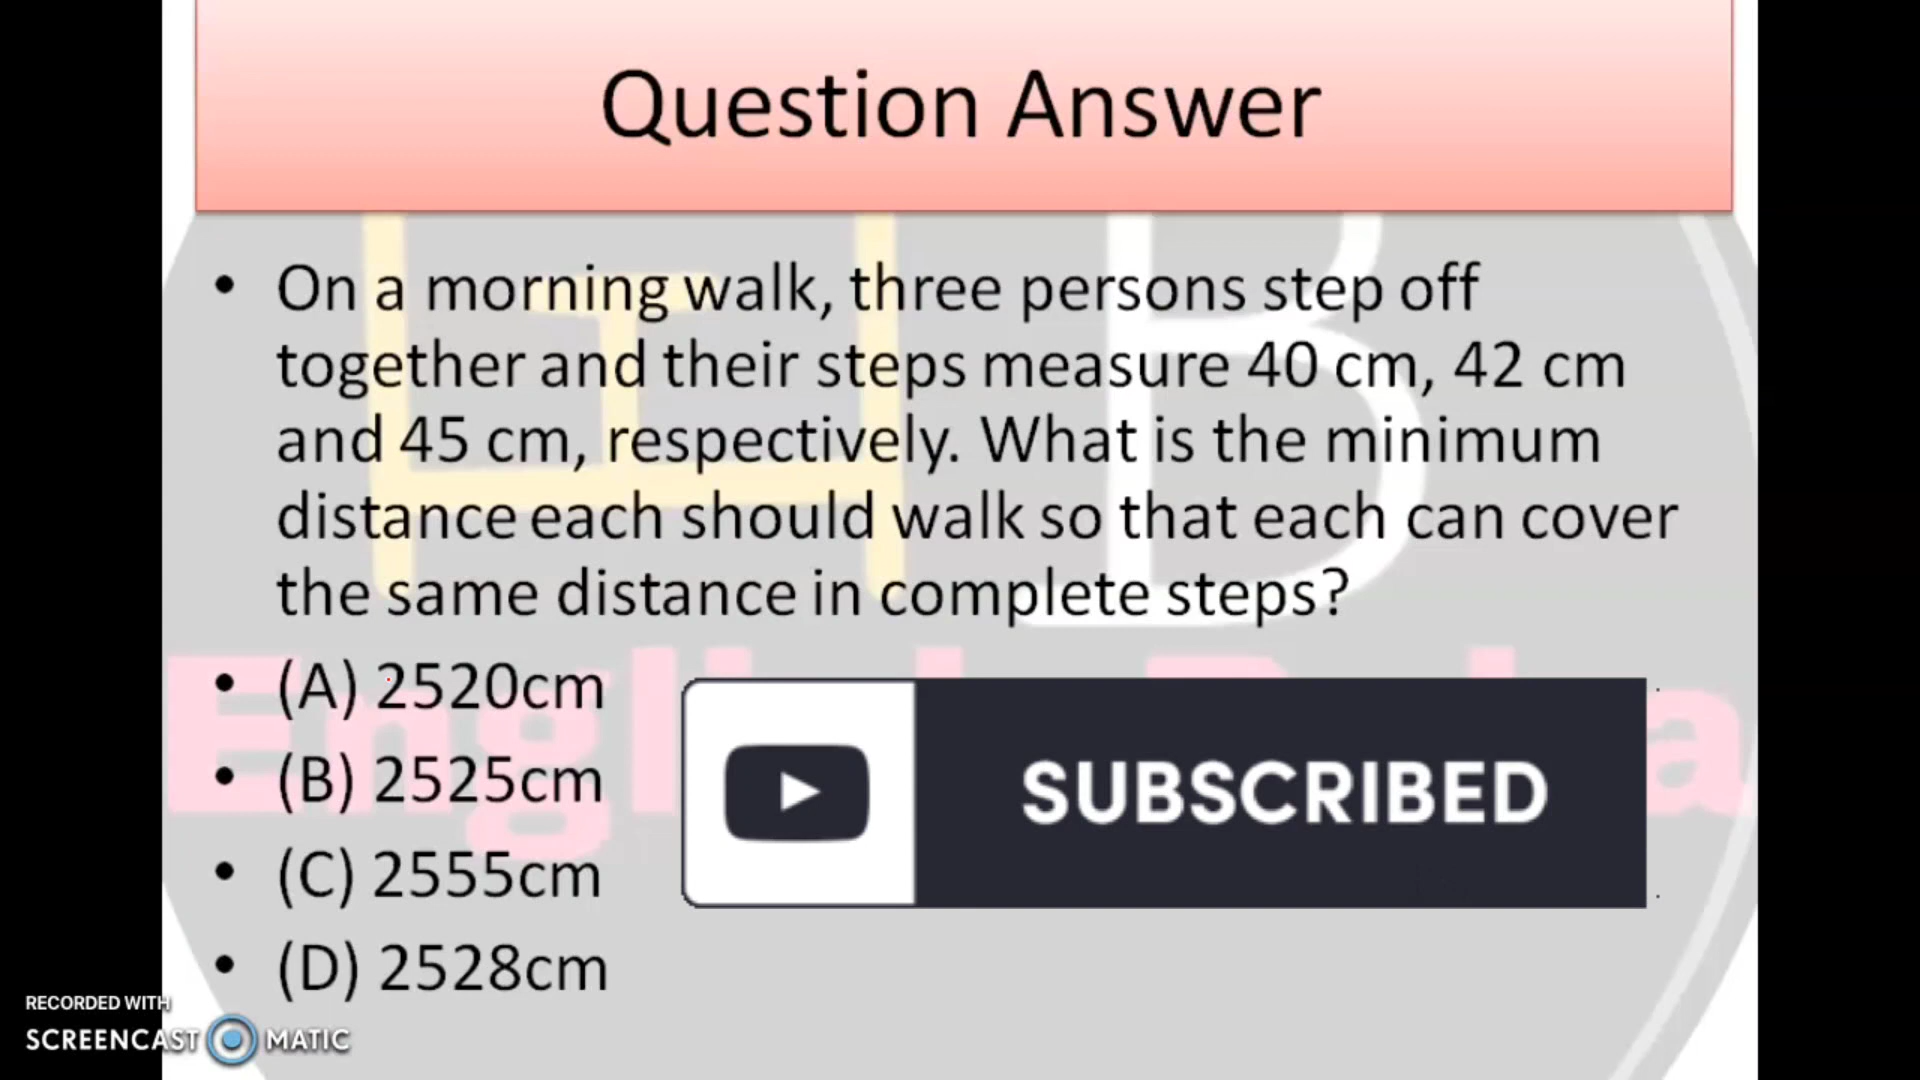 Question Answer
• On a morning walk, three persons step off
together and their steps measure 40 cm, 42 cm
and 45 cm, respectively. What is the minimum
distance each should walk so that each can cover
the same distance in complete steps?
• (A) 2520cm
• (B) 2525cm
• (C) 2555cm
• (D) 2528cm
SUBSCRIBED
RECORDED WITH
SCREENCAST MATIC